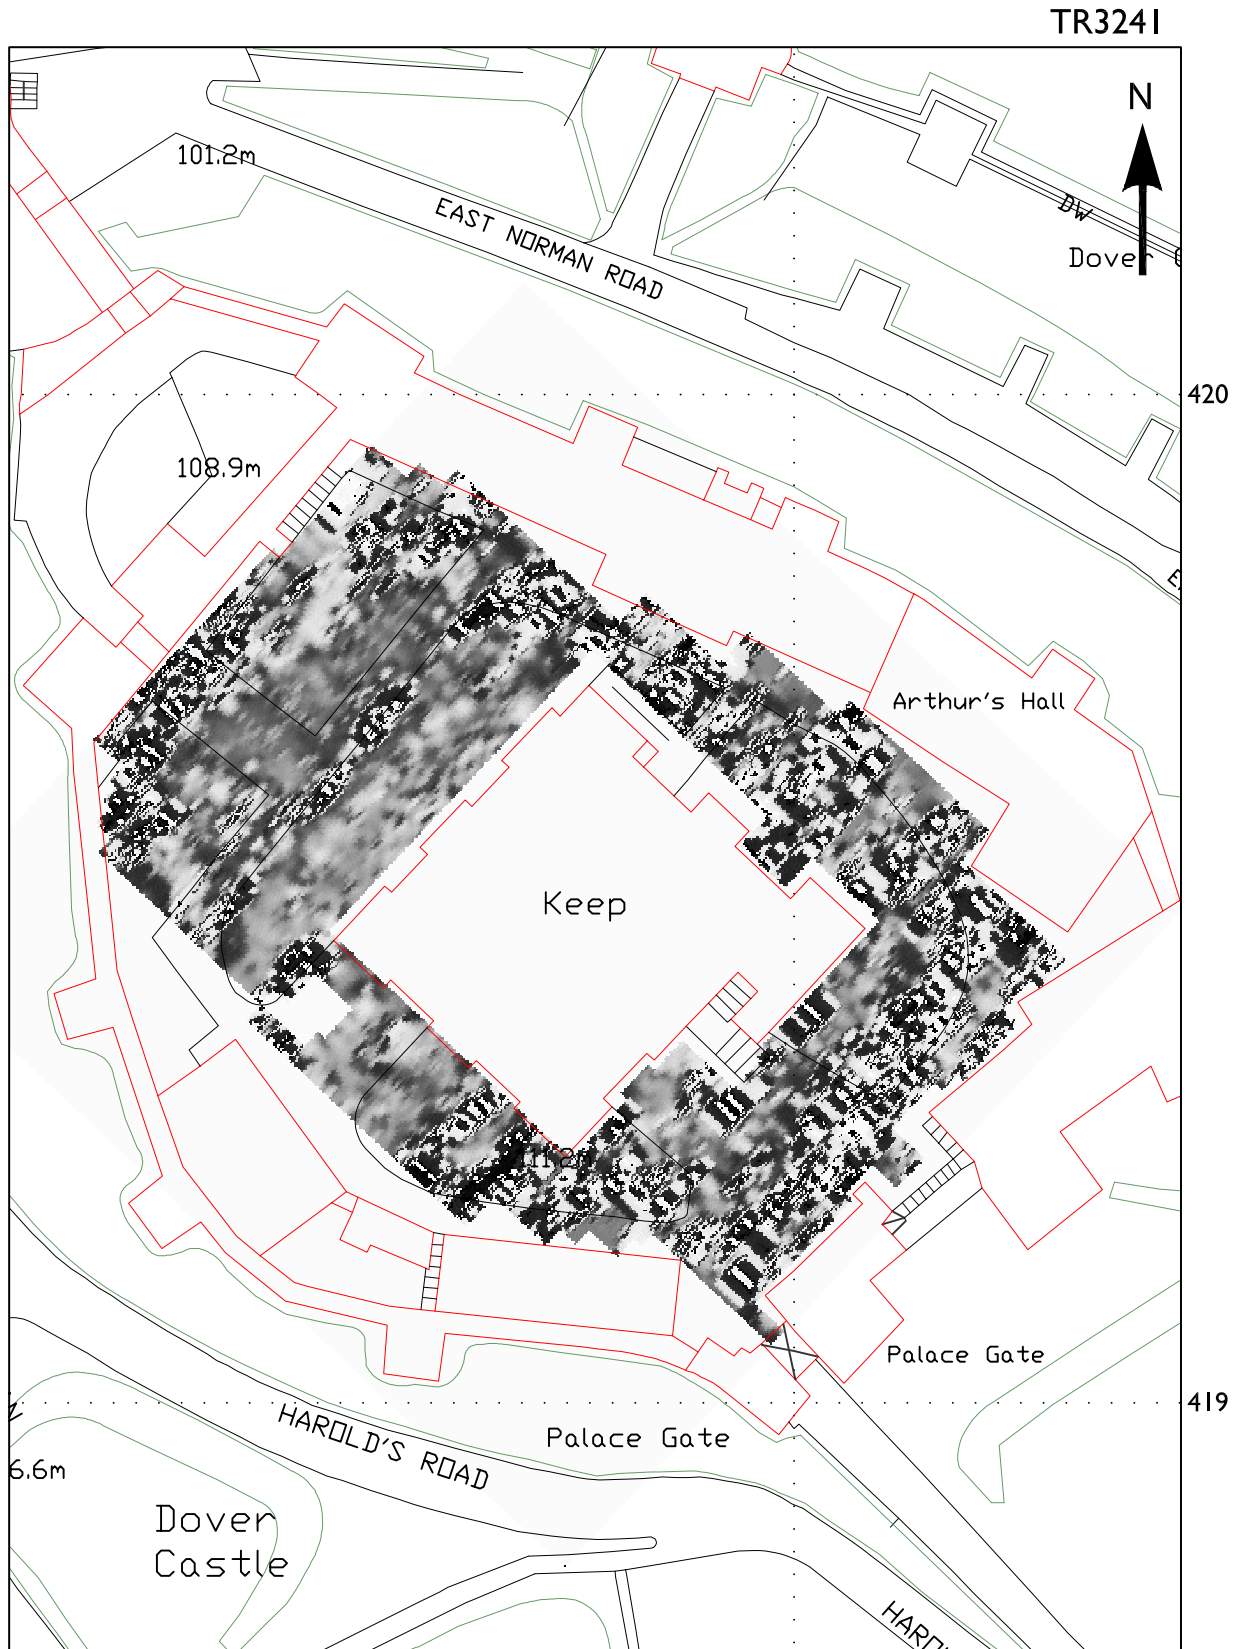 TR3241
N
101.2m
EAST NORMAN ROAD
DW
Dover
420
108.9m
Arthur's Hall
Keep
Palace Gate
419
HAROLD'S ROAD
Palace Gate
6.6m
Dover
Castle